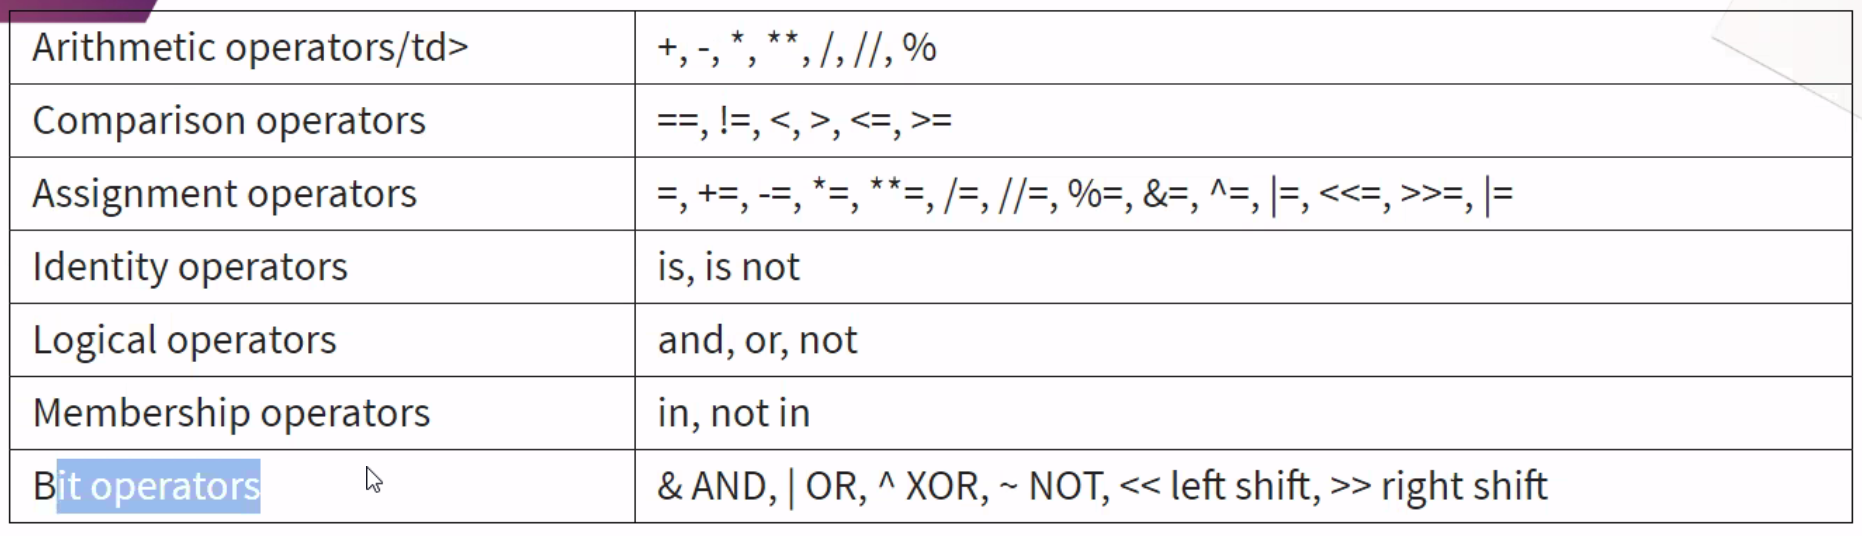 Arithmetic operators/td> +, -, *, **, /, //, %
Comparison operators ==, !=, <, >, <=, >=
Assignment operators =, +=, -=, *=, **=, /=, //=, %=, &=, ^=, |=, <<=, >>=, |=
Identity operators is, is not
Logical operators and, or, not
Membership operators in, not in
Bit operators & AND, | OR, ^ XOR, ~ NOT, << left shift, >> right shift